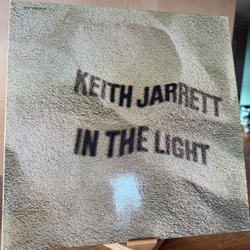 KEITH JARRETT
IN THE LIGHT